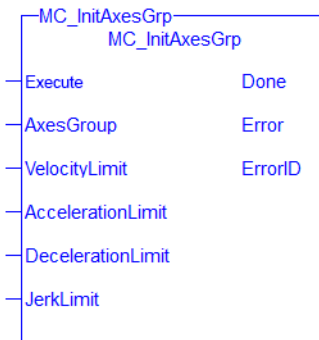 MC_InitAxesGrp
MC_InitAxesGrp
Execute Done
AxesGroup Error
VelocityLimit ErrorID
AccelerationLimit
DecelerationLimit
JerkLimit